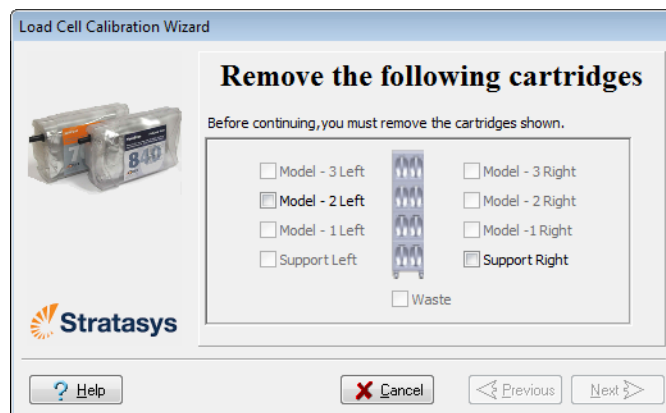 Load Cell Calibration Wizard
Remove the following cartridges
Before continuing,you must remove the cartridges shown.
Model - 3 Left
Model - 3 Right
Model - 2 Left
Model - 2 Right
Model - 1 Left
Model -1 Right
Support Left
Support Right
Waste
840
Stratasys
Help
Cancel
Previous
Next